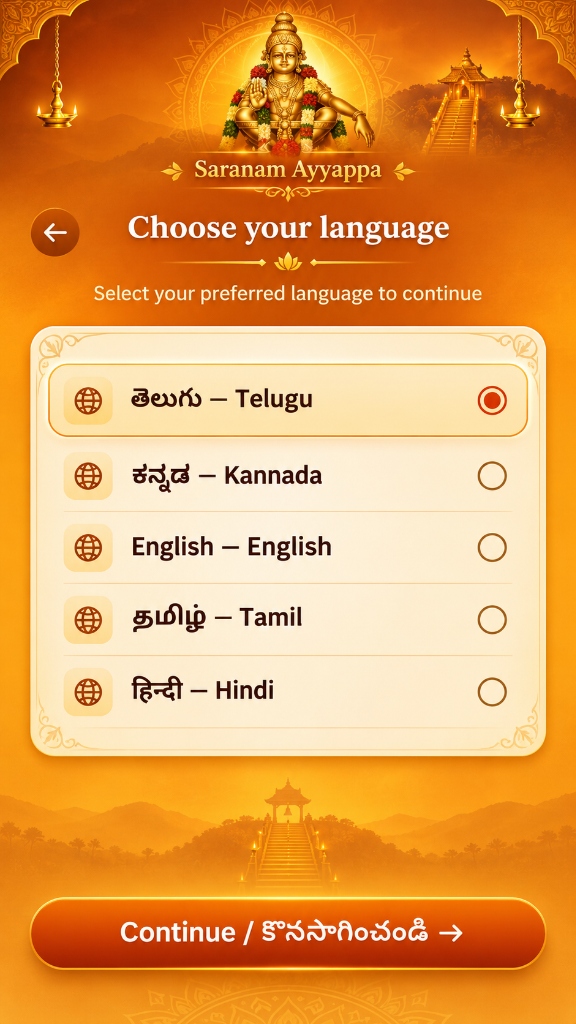 Saranam Ayyappa
Choose your language
Select your preferred language to continue
తెలుగు – Telugu
ಕನ್ನಡ – Kannada
English – English
தமிழ் – Tamil
हिन्दी – Hindi
Continue / కొనసాగించండి →